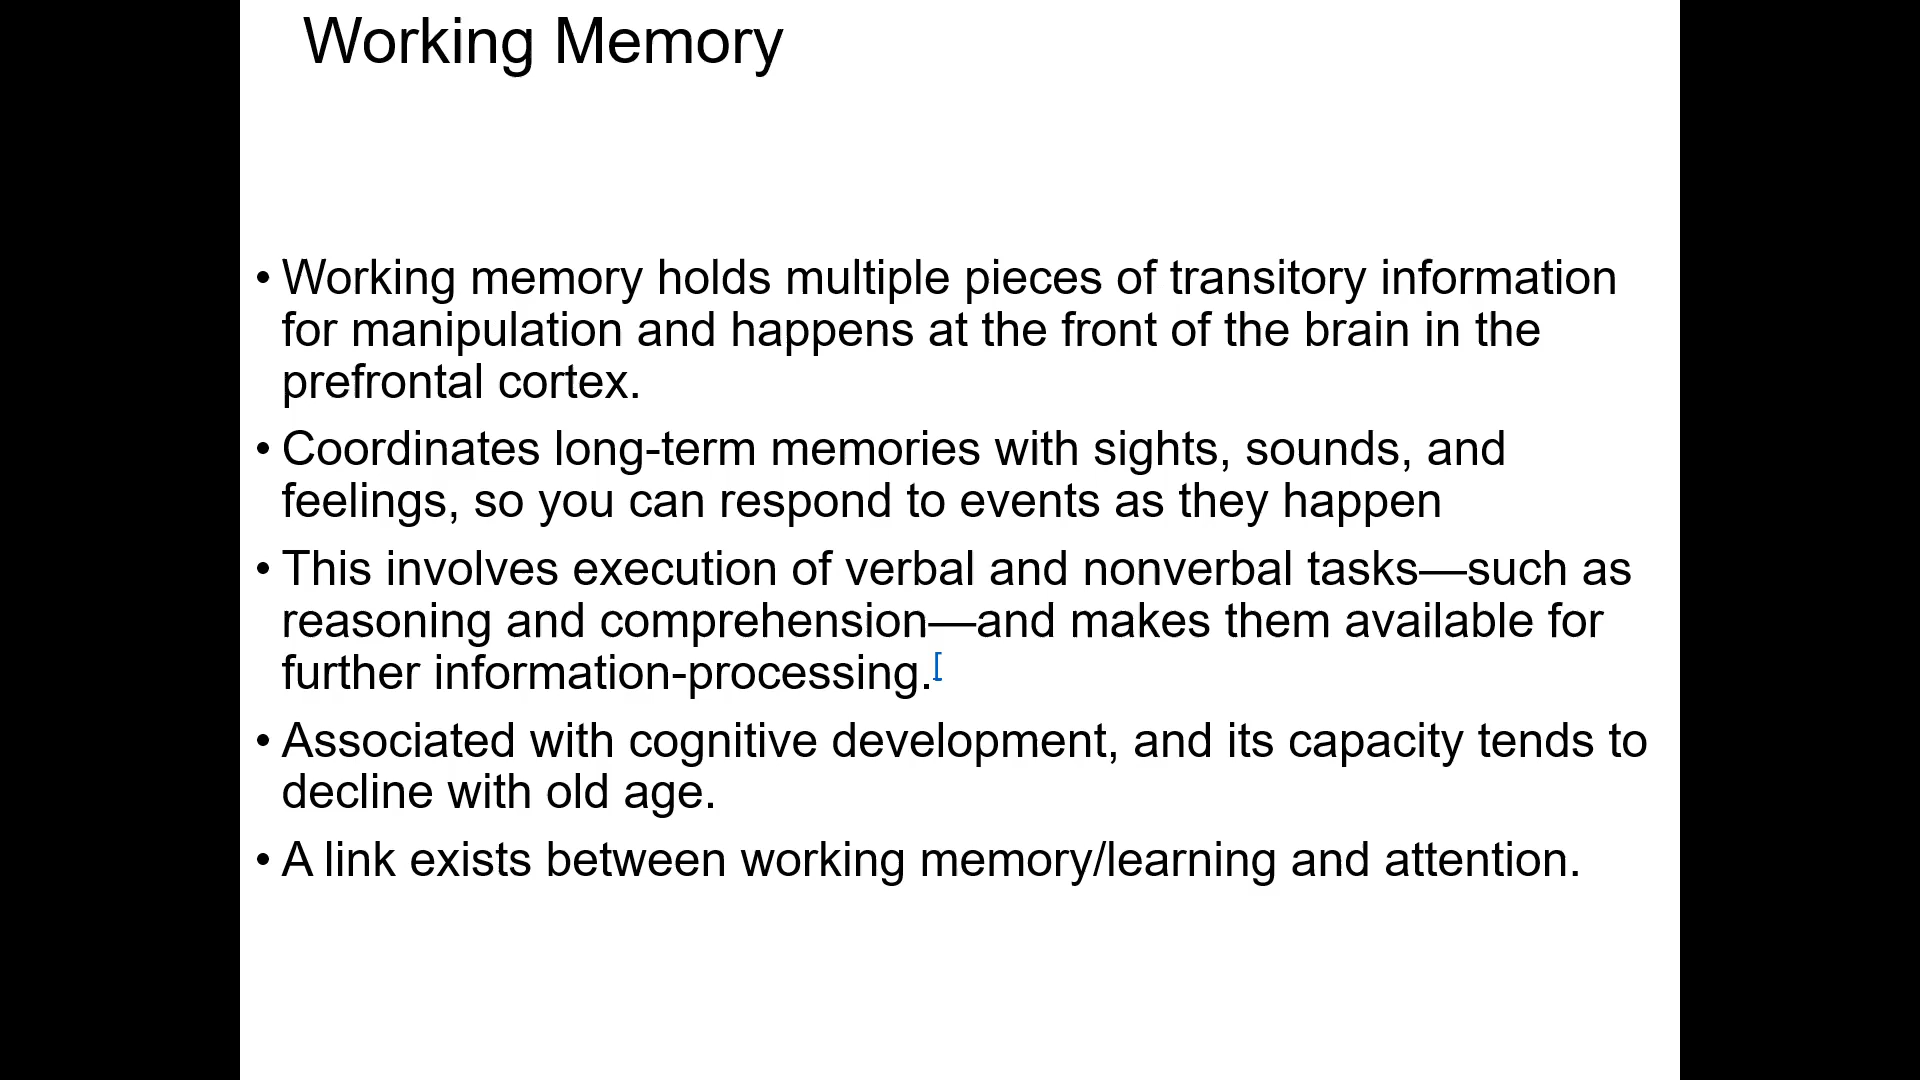 Working Memory
• Working memory holds multiple pieces of transitory information
for manipulation and happens at the front of the brain in the
prefrontal cortex.
• Coordinates long-term memories with sights, sounds, and
feelings, so you can respond to events as they happen
• This involves execution of verbal and nonverbal tasks—such as
reasoning and comprehension—and makes them available for
further information-processing.[
• Associated with cognitive development, and its capacity tends to
decline with old age.
• A link exists between working memory/learning and attention.